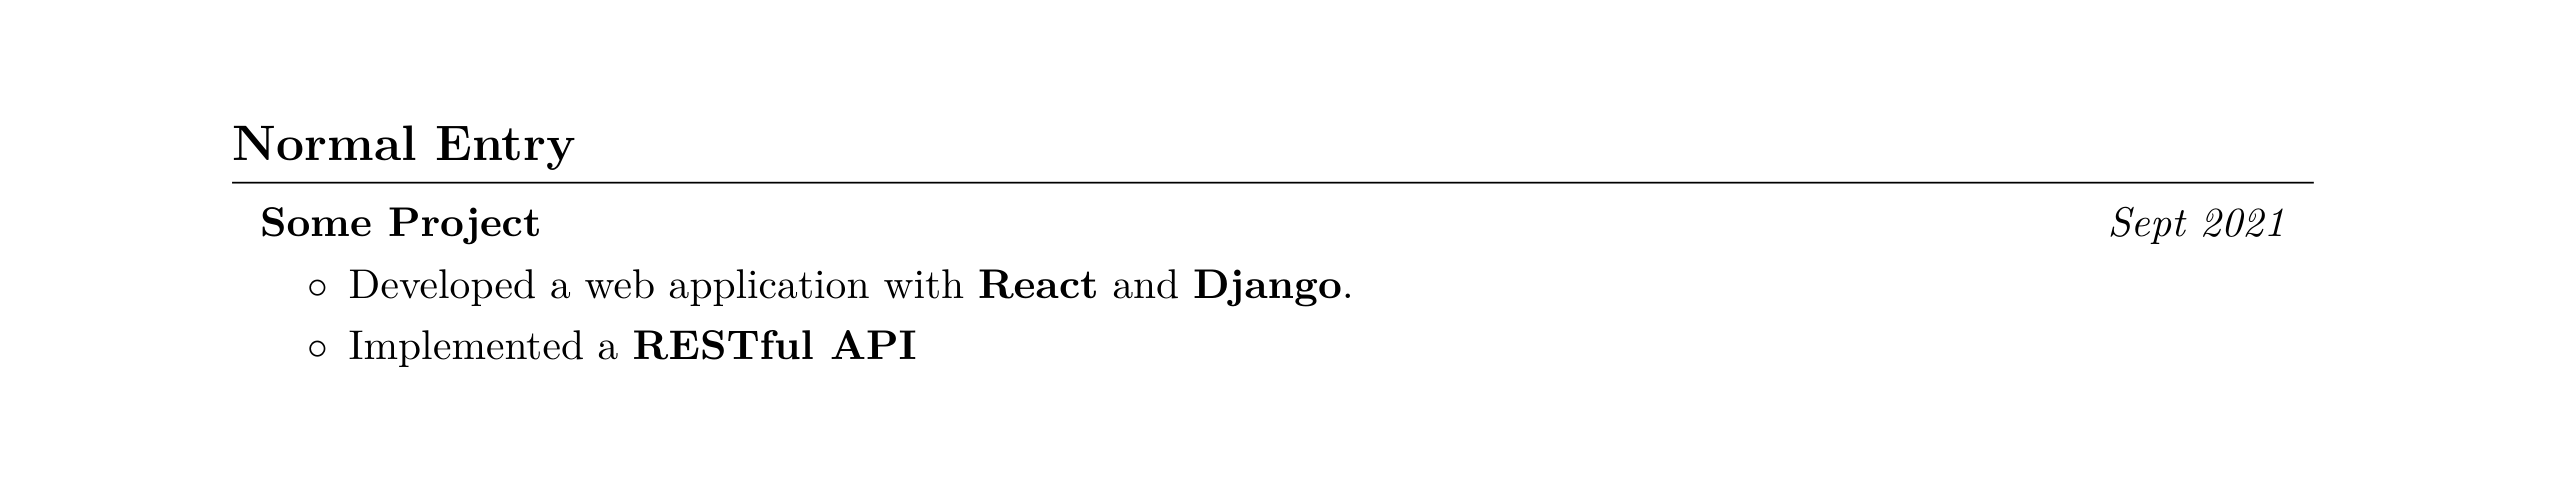 Normal Entry
Some Project Sept 2021
◦ Developed a web application with React and Django.
◦ Implemented a RESTful API